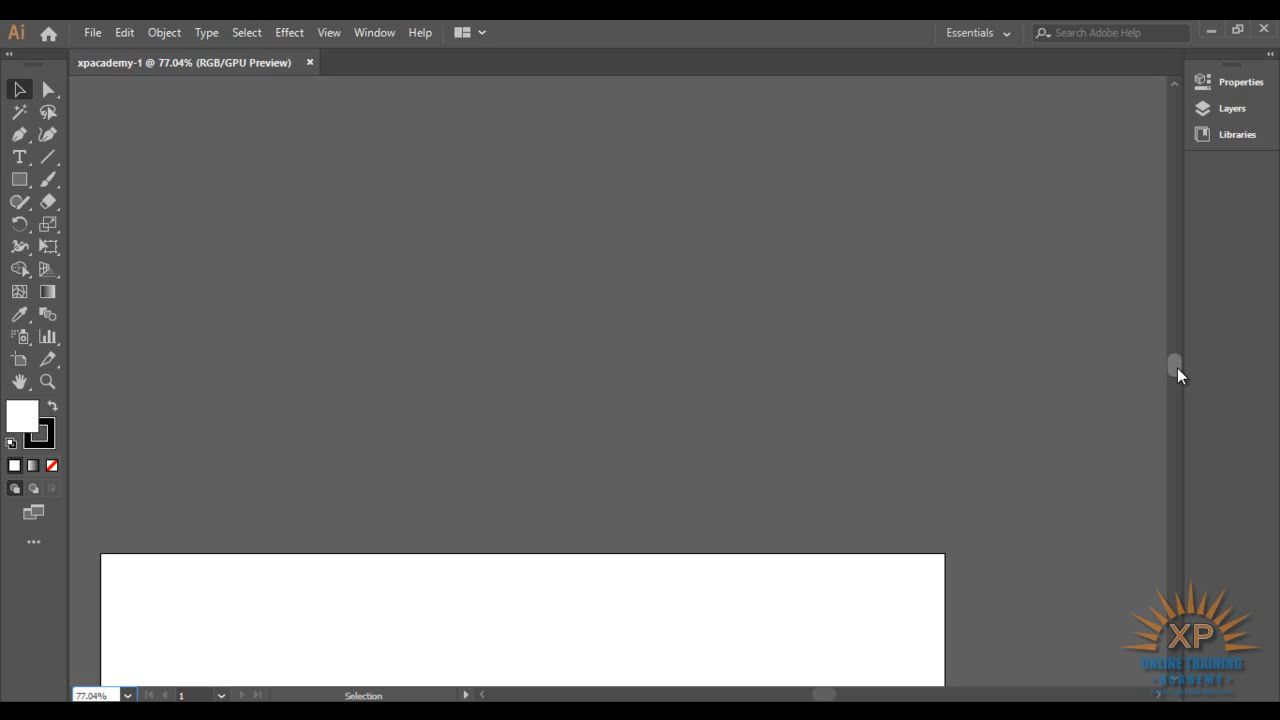 Ai File Edit Object Type Select Effect View Window Help Essentials Search Adobe Help
xpacademy-1 @ 77.04% (RGB/GPU Preview)
Properties
Layers
Libraries
T
XP
ONLINE TRAINING
ACADEMY
77.04% 1 Selection